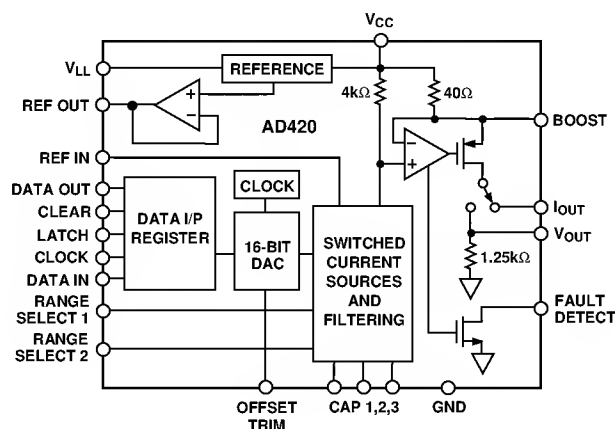 VCC
VLL
REFERENCE
4kΩ
40Ω
REF OUT
+
−
AD420
BOOST
−
+
REF IN
DATA OUT
CLOCK
CLEAR
DATA I/P
REGISTER
IOUT
LATCH
16-BIT
DAC
SWITCHED
CURRENT
SOURCES
AND
FILTERING
VOUT
CLOCK
1.25kΩ
DATA IN
RANGE
SELECT 1
FAULT
DETECT
RANGE
SELECT 2
OFFSET
TRIM
CAP 1,2,3
GND